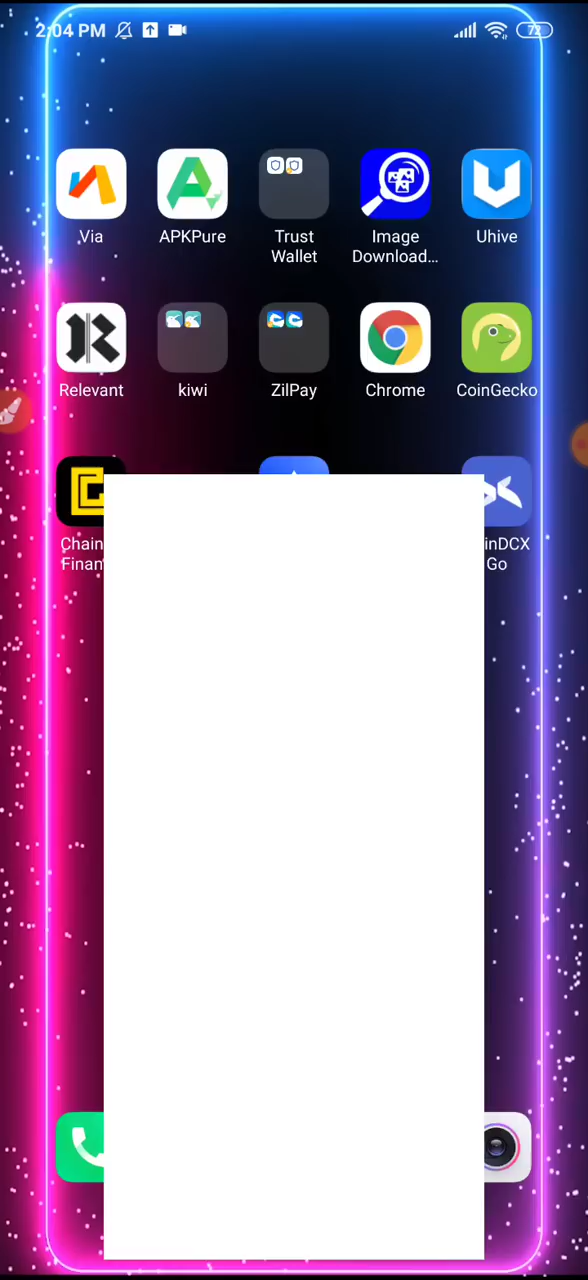 2:04 PM
72
Via
APKPure
Trust
Wallet
Image
Download...
Uhive
Relevant
kiwi
ZilPay
Chrome
CoinGecko
Chain
Finan
inDCX
Go